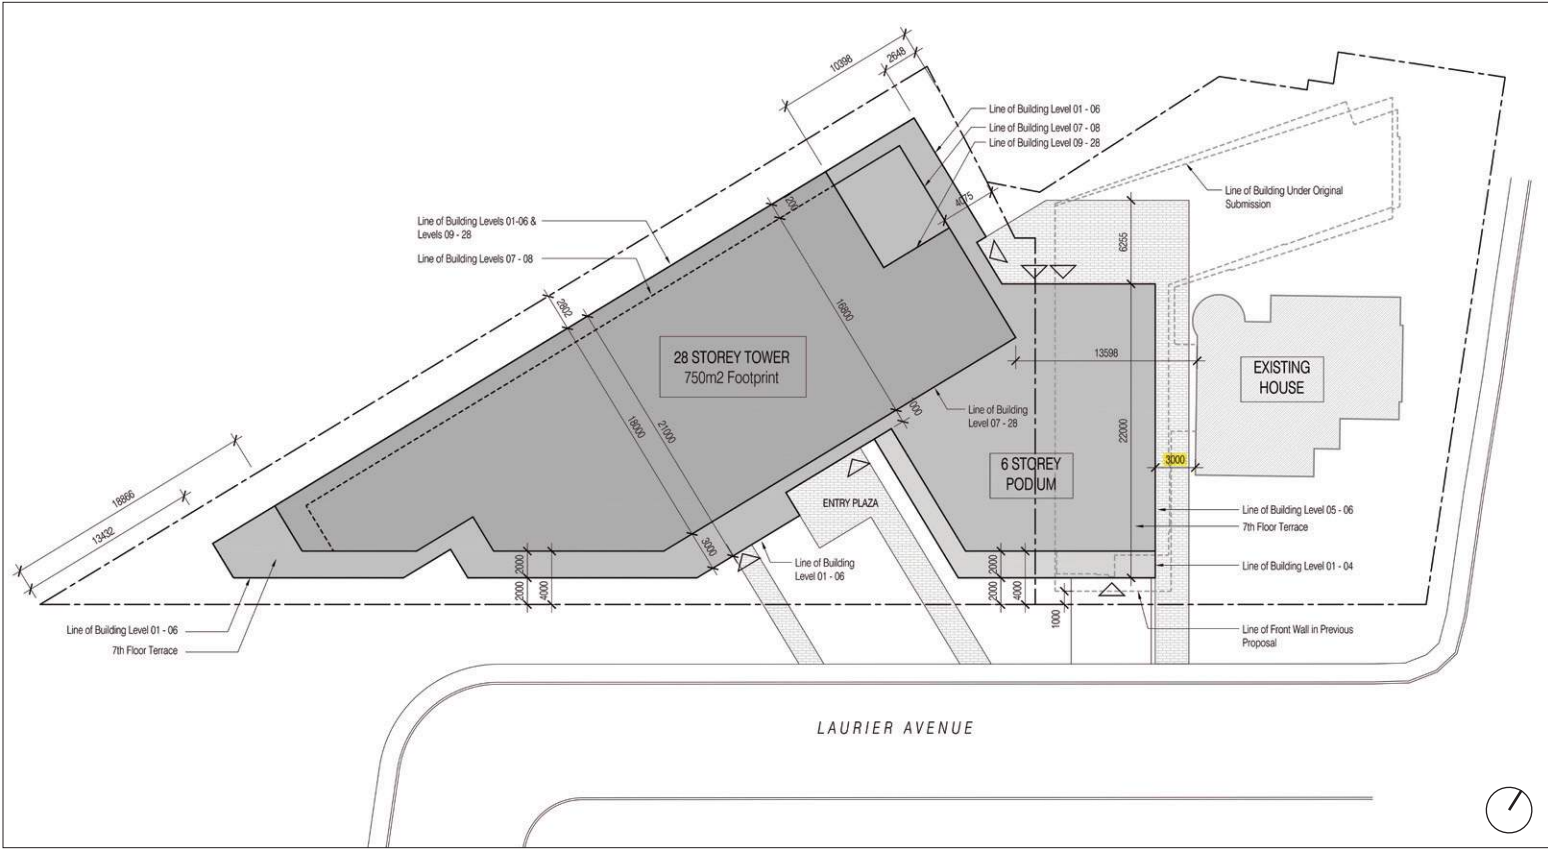 10398
2648
Line of Building Level 01 - 06
Line of Building Level 07 - 08
Line of Building Level 09 - 28
Line of Building Under Original
Submission
4075
200
Line of Building Levels 01-06 &
Levels 09 - 28
Line of Building Levels 07 - 08
6255
2802
16800
28 STOREY TOWER
750m2 Footprint
13598
EXISTING
HOUSE
18000
21000
Line of Building
Level 07 - 28
22000
6 STOREY
PODIUM
3000
18866
13432
ENTRY PLAZA
Line of Building Level 05 - 06
7th Floor Terrace
3000
2000
2000
4000
Line of Building
Level 01 - 06
2000
2000
4000
Line of Building Level 01 - 04
1000
Line of Building Level 01 - 06
7th Floor Terrace
Line of Front Wall in Previous
Proposal
LAURIER AVENUE